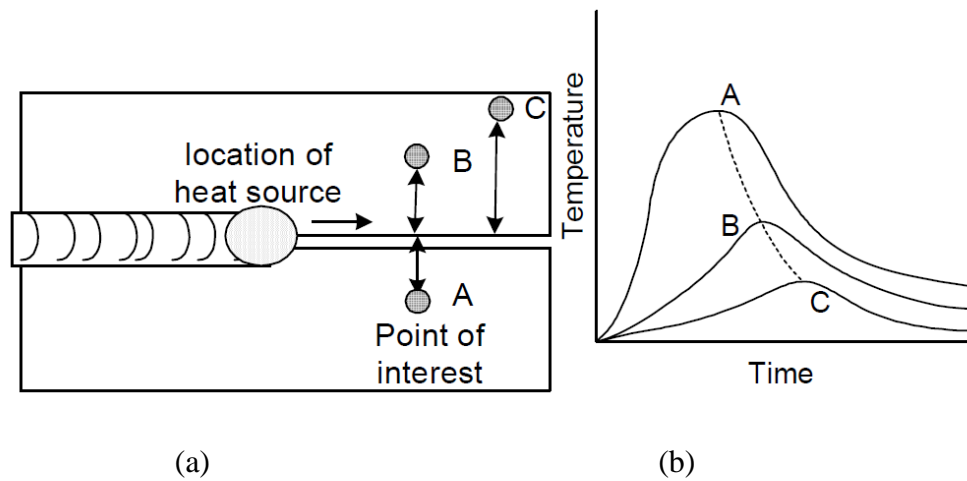 location of
heat source
B
C
A
Point of
interest
Temperature
A
B
C
Time
(a)
(b)